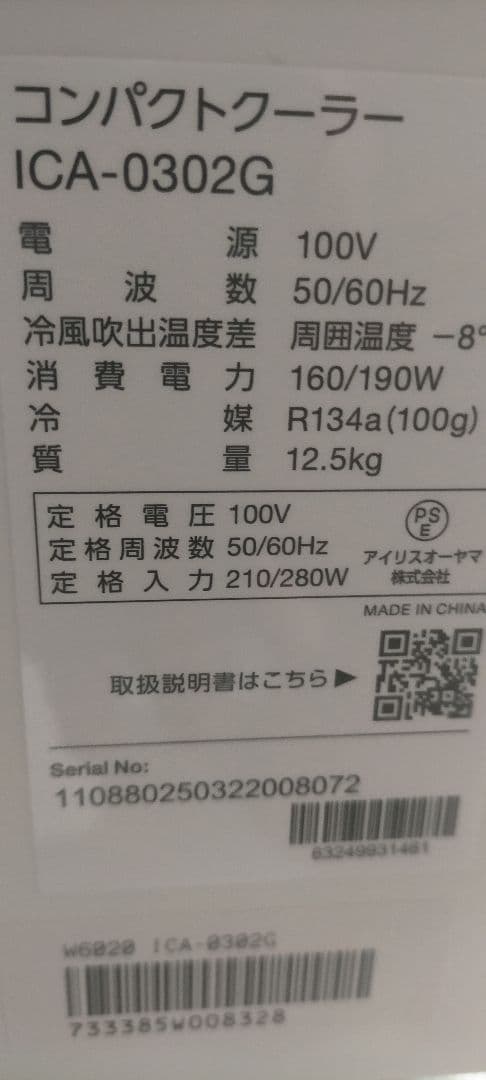 コンパクトクーラー
ICA-0302G
電源 100V
周波数 50/60Hz
冷風吹出温度差 周囲温度 -8°
消費電力 160/190W
冷媒 R134a(100g)
質量 12.5kg
定格電圧 100V
定格周波数 50/60Hz
定格入力 210/280W
PSE
アイリスオーヤマ
株式会社
MADE IN CHINA
取扱説明書はこちら▶
Serial No:
110880250322008072
63249931461
W6020 ICA-0302G
733385W008328